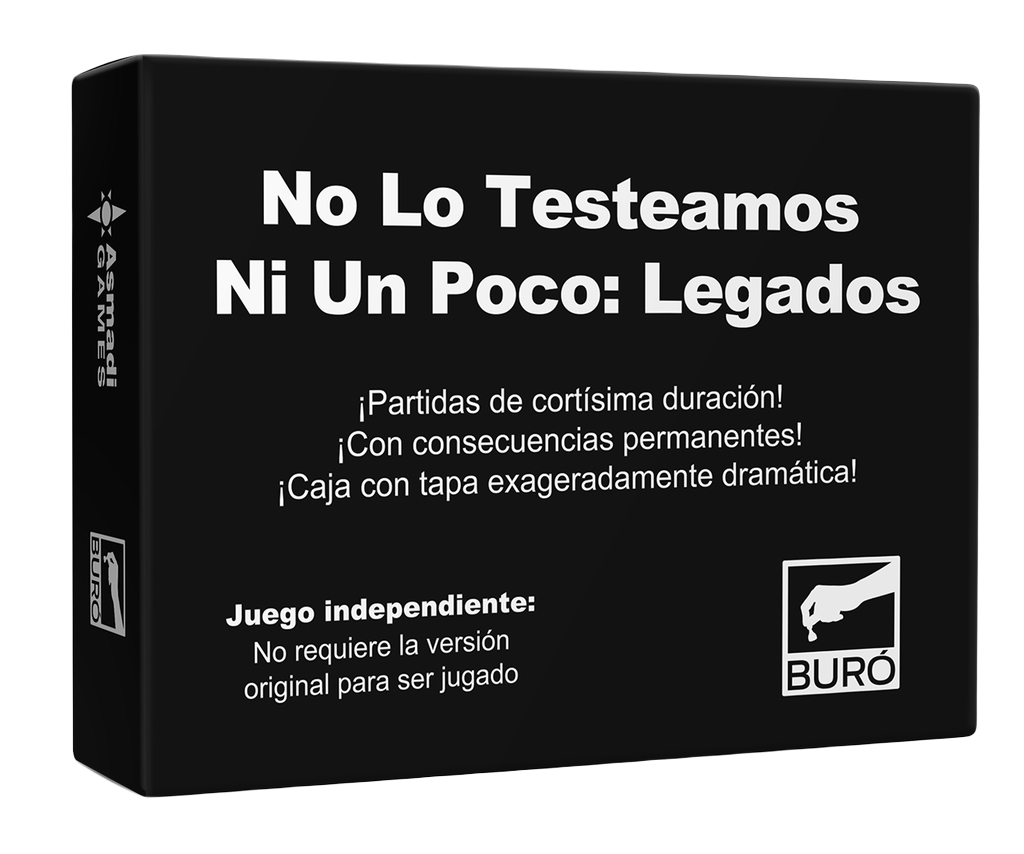 No Lo Testeamos
Ni Un Poco: Legados
¡Partidas de cortísima duración!
¡Con consecuencias permanentes!
¡Caja con tapa exageradamente dramática!
Juego independiente:
No requiere la versión
original para ser jugado
BURÓ
Asmadi
GAMES
BURÓ